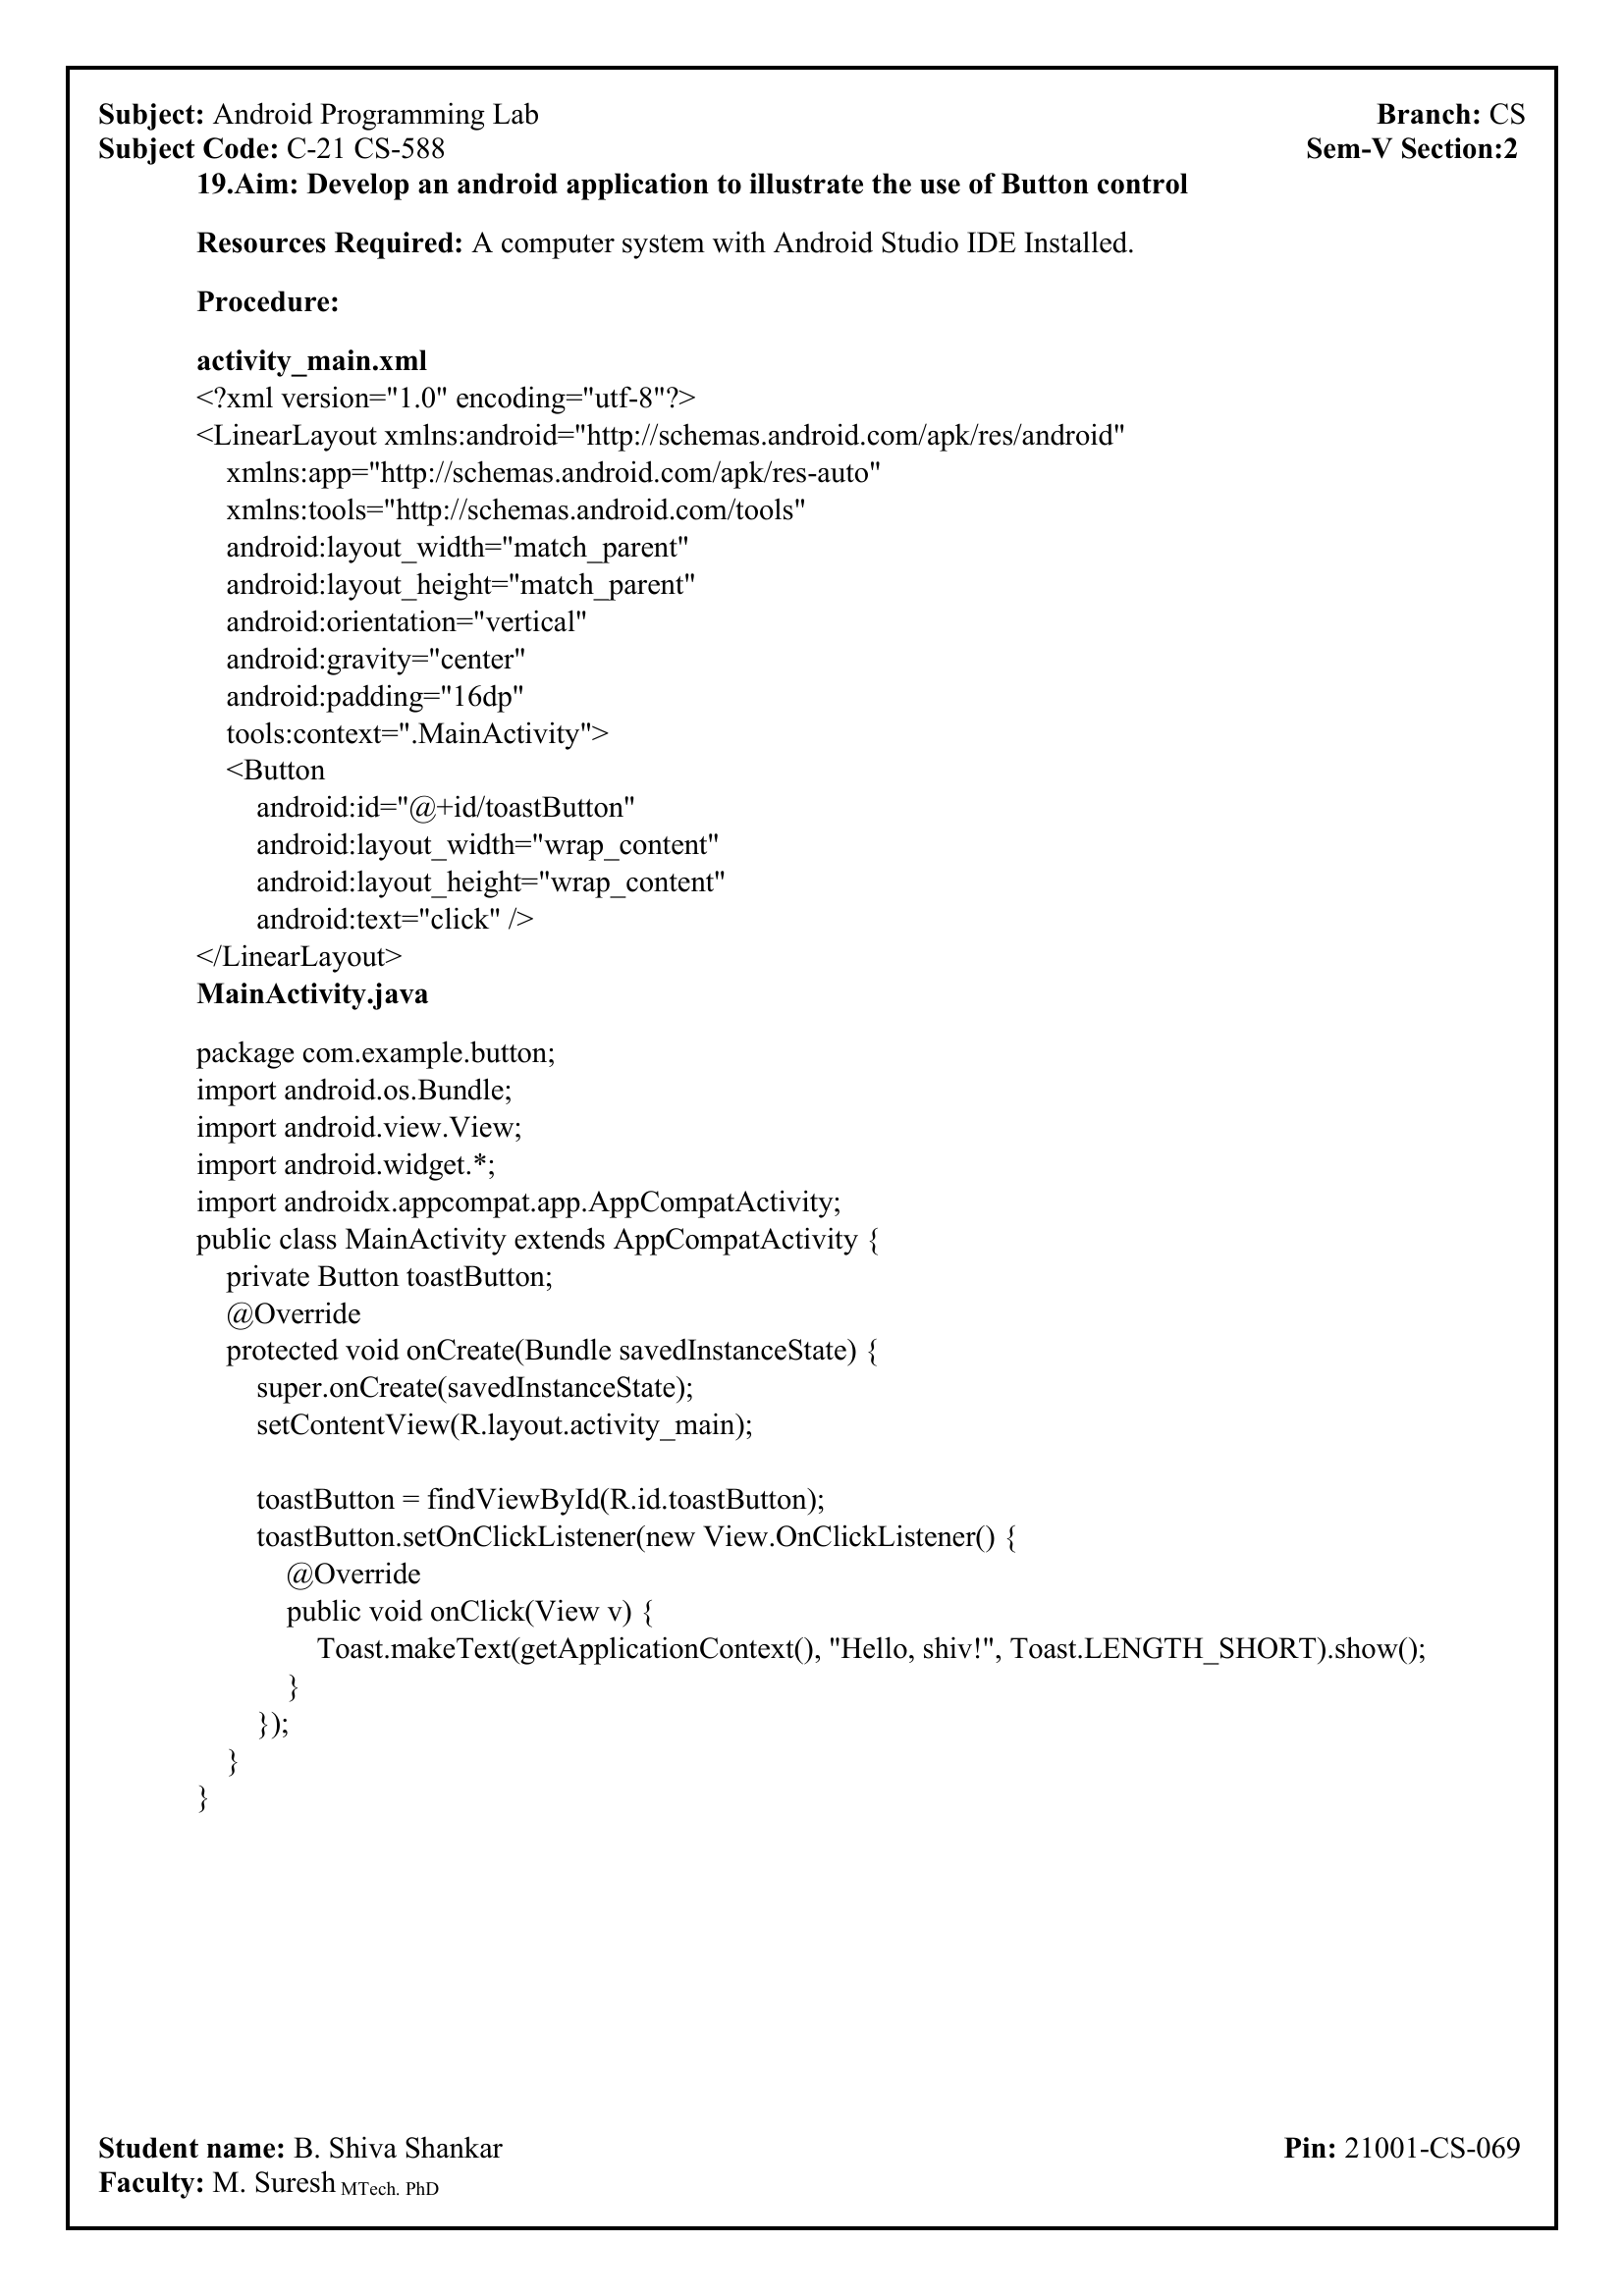 Subject: Android Programming Lab Branch: CS
Subject Code: C-21 CS-588 Sem-V Section:2
19.Aim: Develop an android application to illustrate the use of Button control
Resources Required: A computer system with Android Studio IDE Installed.
Procedure:
activity_main.xml
<?xml version="1.0" encoding="utf-8"?>
<LinearLayout xmlns:android="http://schemas.android.com/apk/res/android"
    xmlns:app="http://schemas.android.com/apk/res-auto"
    xmlns:tools="http://schemas.android.com/tools"
    android:layout_width="match_parent"
    android:layout_height="match_parent"
    android:orientation="vertical"
    android:gravity="center"
    android:padding="16dp"
    tools:context=".MainActivity">
    <Button
        android:id="@+id/toastButton"
        android:layout_width="wrap_content"
        android:layout_height="wrap_content"
        android:text="click" />
</LinearLayout>
MainActivity.java
package com.example.button;
import android.os.Bundle;
import android.view.View;
import android.widget.*;
import androidx.appcompat.app.AppCompatActivity;
public class MainActivity extends AppCompatActivity {
    private Button toastButton;
    @Override
    protected void onCreate(Bundle savedInstanceState) {
        super.onCreate(savedInstanceState);
        setContentView(R.layout.activity_main);
        toastButton = findViewById(R.id.toastButton);
        toastButton.setOnClickListener(new View.OnClickListener() {
            @Override
            public void onClick(View v) {
                Toast.makeText(getApplicationContext(), "Hello, shiv!", Toast.LENGTH_SHORT).show();
            }
        });
    }
}
Student name: B. Shiva Shankar Pin: 21001-CS-069
Faculty: M. Suresh MTech. PhD